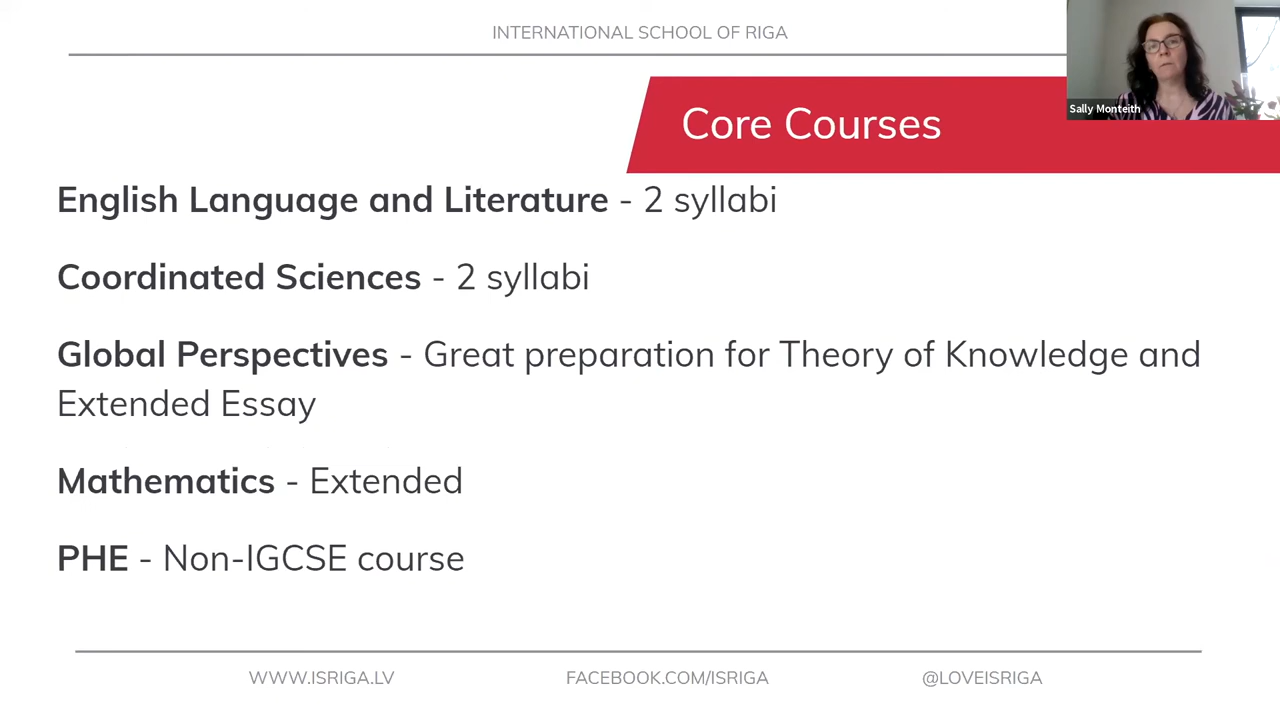 INTERNATIONAL SCHOOL OF RIGA
Sally Monteith
Core Courses
English Language and Literature - 2 syllabi
Coordinated Sciences - 2 syllabi
Global Perspectives - Great preparation for Theory of Knowledge and
Extended Essay
Mathematics - Extended
PHE - Non-IGCSE course
WWW.ISRIGA.LV FACEBOOK.COM/ISRIGA @LOVEISRIGA